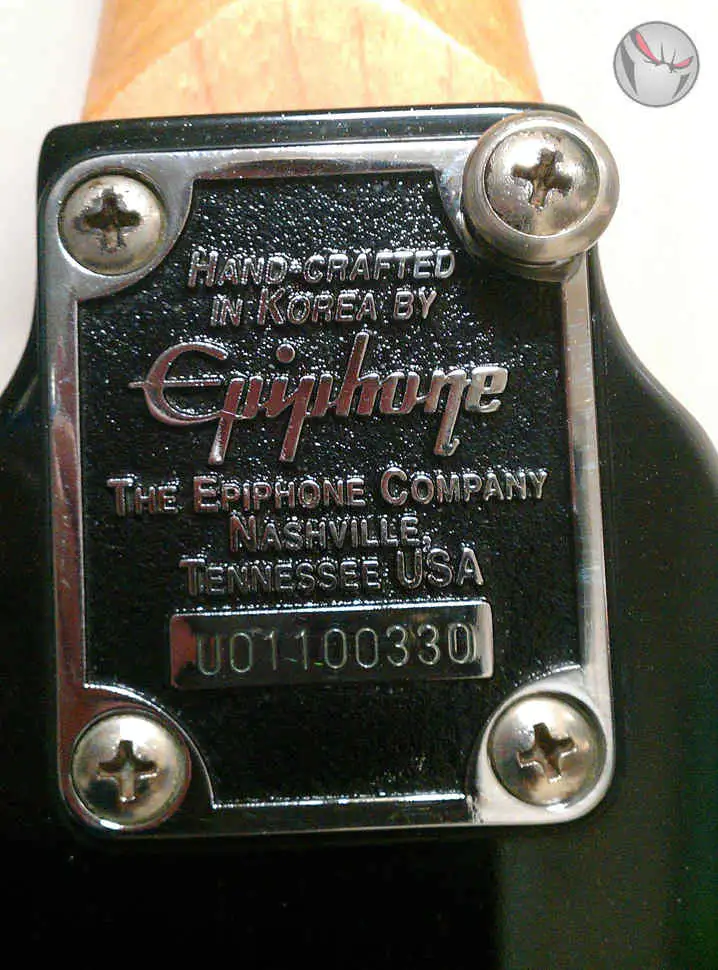 HAND-CRAFTED
IN KOREA BY
Epiphone
THE EPIPHONE COMPANY
NASHVILLE,
TENNESSEE USA
U01100330